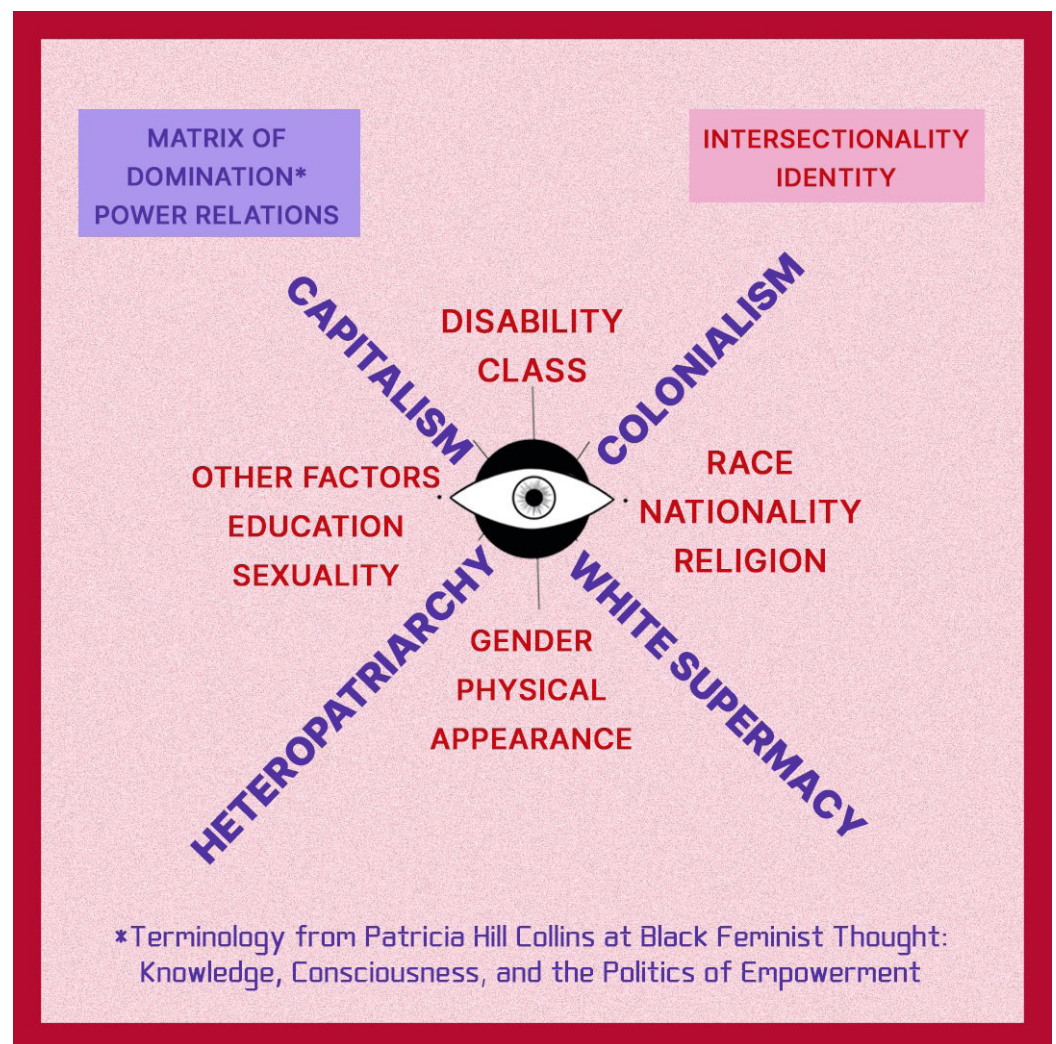 MATRIX OF
DOMINATION*
POWER RELATIONS
INTERSECTIONALITY
IDENTITY
CAPITALISM
COLONIALISM
DISABILITY
CLASS
OTHER FACTORS
EDUCATION
SEXUALITY
RACE
NATIONALITY
RELIGION
HETEROPATRIARCHY
WHITE SUPERMACY
GENDER
PHYSICAL
APPEARANCE
*Terminology from Patricia Hill Collins at Black Feminist Thought:
Knowledge, Consciousness, and the Politics of Empowerment